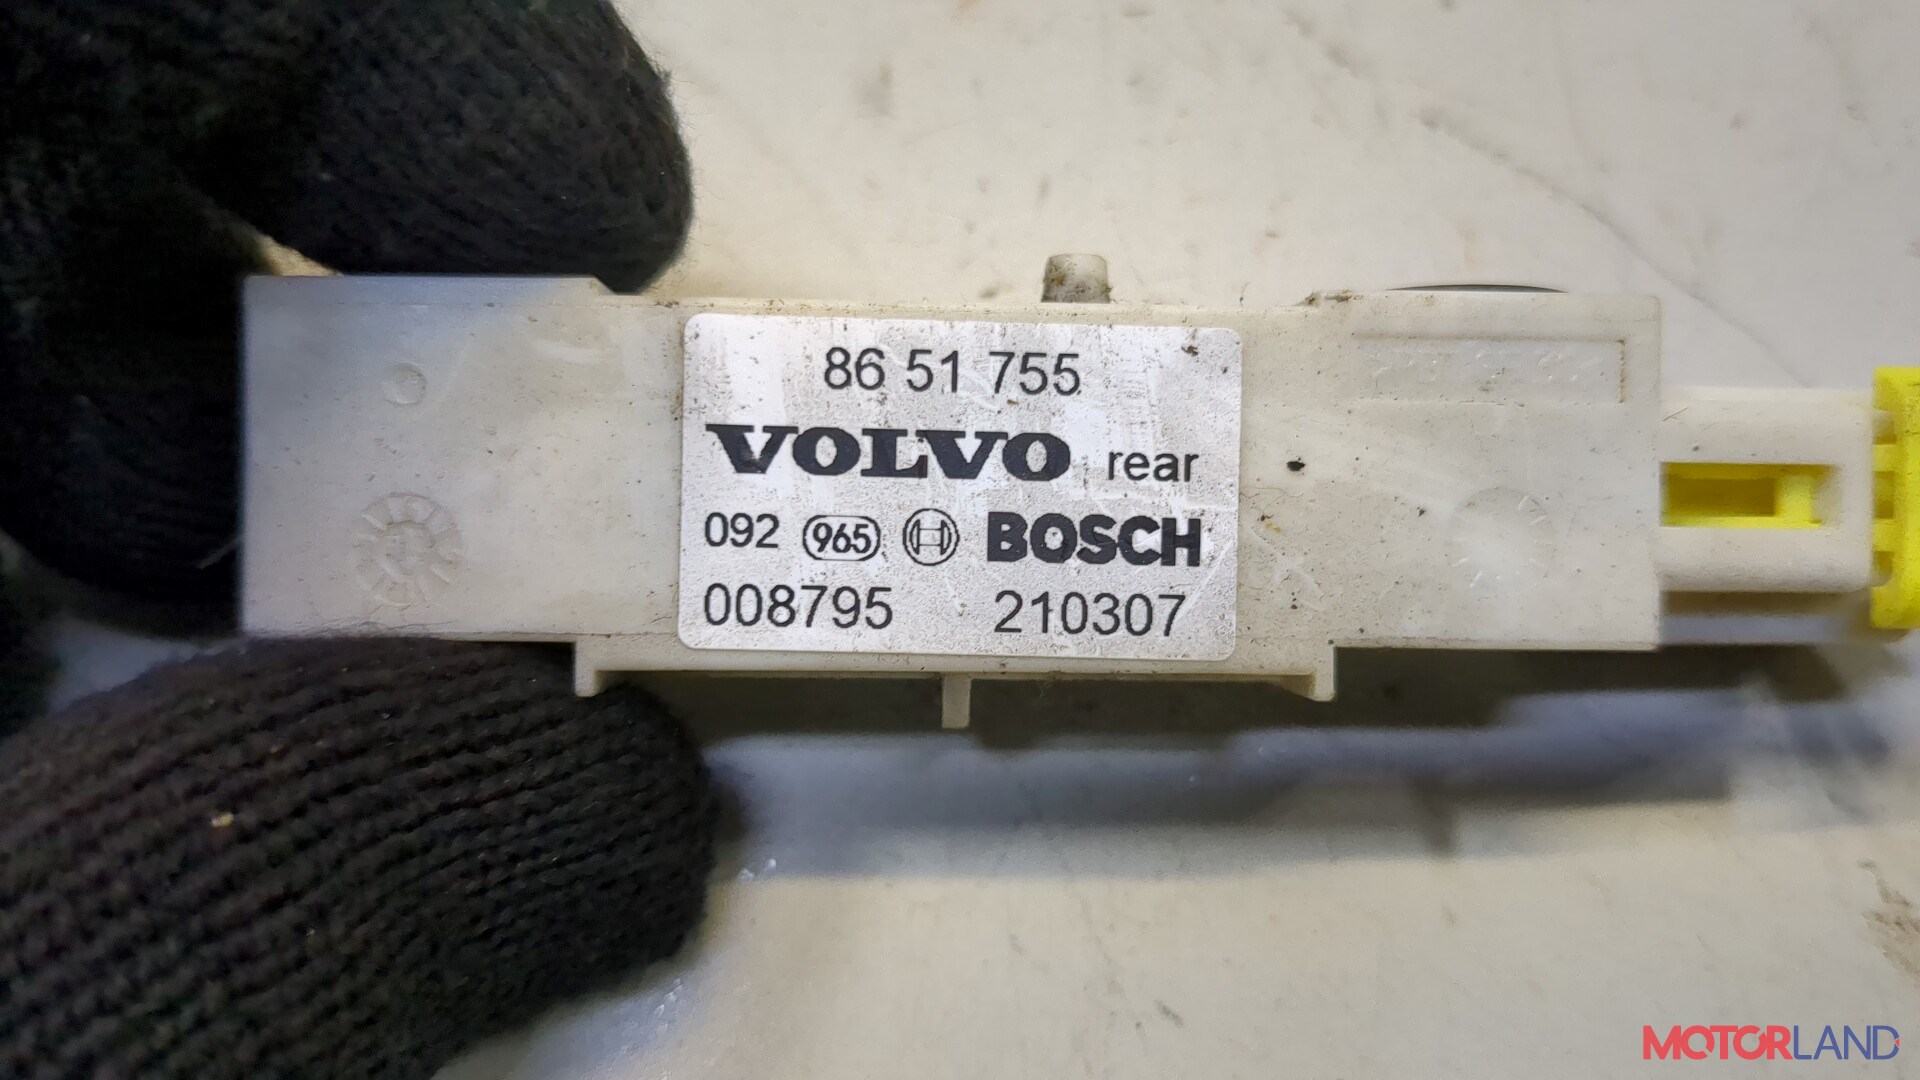 86 51 755
VOLVO rear
092 965 BOSCH
008795 210307
MOTORLAND